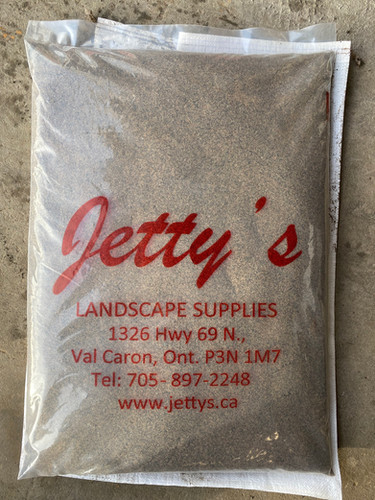 Jetty's
LANDSCAPE SUPPLIES
1326 Hwy 69 N.,
Val Caron, Ont. P3N 1M7
Tel: 705- 897-2248
www.jettys.ca